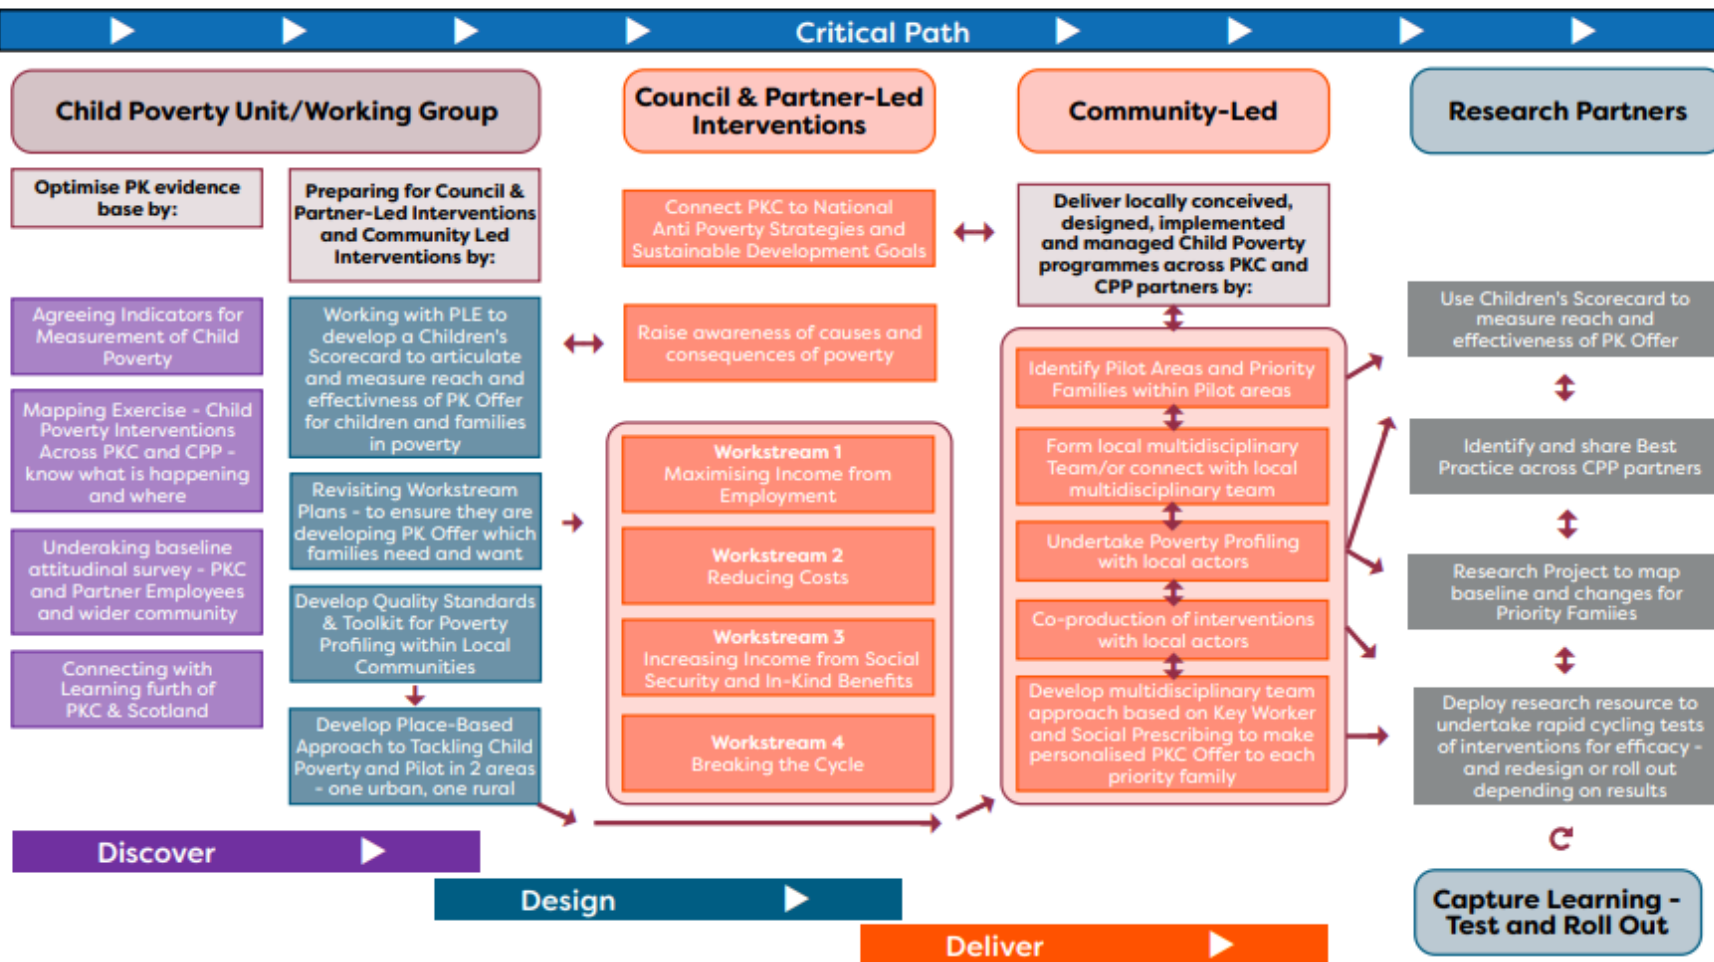 Critical Path
Child Poverty Unit/Working Group
Optimise PK evidence
base by:
Agreeing Indicators for
Measurement of Child
Poverty
Mapping Exercise - Child
Poverty Interventions
Across PKC and CPP -
know what is happening
and where
Underaking baseline
attitudinal survey - PKC
and Partner Employees
and wider community
Connecting with
Learning furth of
PKC & Scotland
Preparing for Council &
Partner-Led Interventions
and Community Led
Interventions by:
Working with PLE to
develop a Children's
Scorecard to articulate
and measure reach and
effectivness of PK Offer
for children and families
in poverty
Revisiting Workstream
Plans - to ensure they are
developing PK Offer which
families need and want
Develop Quality Standards
& Toolkit for Poverty
Profiling within Local
Communities
Develop Place-Based
Approach to Tackling Child
Poverty and Pilot in 2 areas
- one urban, one rural
Council & Partner-Led
Interventions
Connect PKC to National
Anti Poverty Strategies and
Sustainable Development Goals
Raise awareness of causes and
consequences of poverty
Workstream 1
Maximising Income from
Employment
Workstream 2
Reducing Costs
Workstream 3
Increasing Income from Social
Security and In-Kind Benefits
Workstream 4
Breaking the Cycle
Community-Led
Deliver locally conceived,
designed, implemented
and managed Child Poverty
programmes across PKC and
CPP partners by:
Identify Pilot Areas and Priority
Families within Pilot areas
Form local multidisciplinary
Team/or connect with local
multidisciplinary team
Undertake Poverty Profiling
with local actors
Co-production of interventions
with local actors
Develop multidisciplinary team
approach based on Key Worker
and Social Prescribing to make
personalised PKC Offer to each
priority family
Research Partners
Use Children's Scorecard to
measure reach and
effectiveness of PK Offer
Identify and share Best
Practice across CPP partners
Research Project to map
baseline and changes for
Priority Famiies
Deploy research resource to
undertake rapid cycling tests
of interventions for efficacy -
and redesign or roll out
depending on results
Capture Learning -
Test and Roll Out
Discover
Design
Deliver